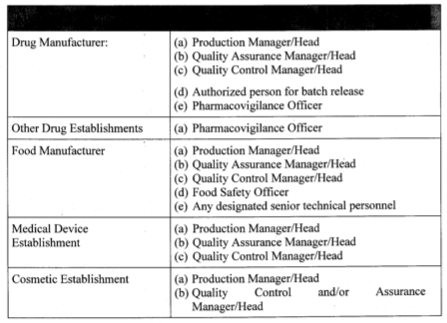 Drug Manufacturer:
(a) Production Manager/Head
(b) Quality Assurance Manager/Head
(c) Quality Control Manager/Head
(d) Authorized person for batch release
(e) Pharmacovigilance Officer
Other Drug Establishments
(a) Pharmacovigilance Officer
Food Manufacturer
(a) Production Manager/Head
(b) Quality Assurance Manager/Head
(c) Quality Control Manager/Head
(d) Food Safety Officer
(e) Any designated senior technical personnel
Medical Device
Establishment
(a) Production Manager/Head
(b) Quality Assurance Manager/Head
(c) Quality Control Manager/Head
Cosmetic Establishment
(a) Production Manager/Head
(b) Quality Control and/or Assurance
Manager/Head